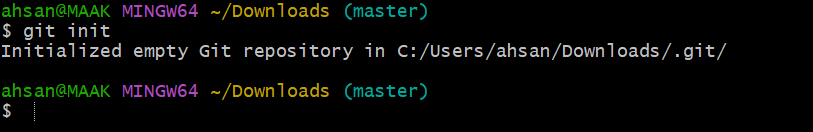 ahsan@MAAK MINGW64 ~/Downloads (master)
$ git init
Initialized empty Git repository in C:/Users/ahsan/Downloads/.git/
ahsan@MAAK MINGW64 ~/Downloads (master)
$